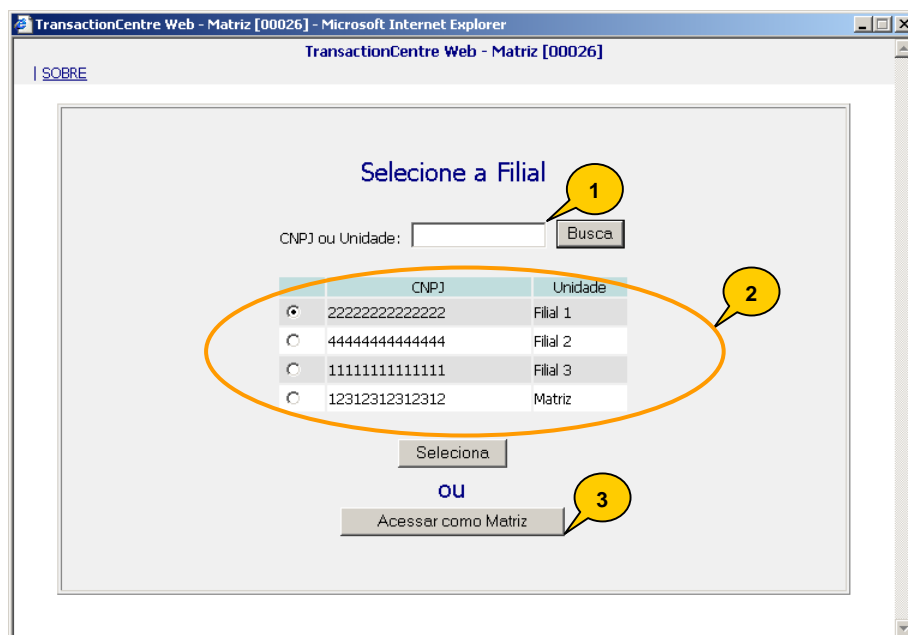 TransactionCentre Web - Matriz [00026] - Microsoft Internet Explorer
TransactionCentre Web - Matriz [00026]
| SOBRE
Selecione a Filial
1
CNPJ ou Unidade: Busca
CNPJ Unidade
2
22222222222222 Filial 1
44444444444444 Filial 2
11111111111111 Filial 3
12312312312312 Matriz
Seleciona
ou
3
Acessar como Matriz